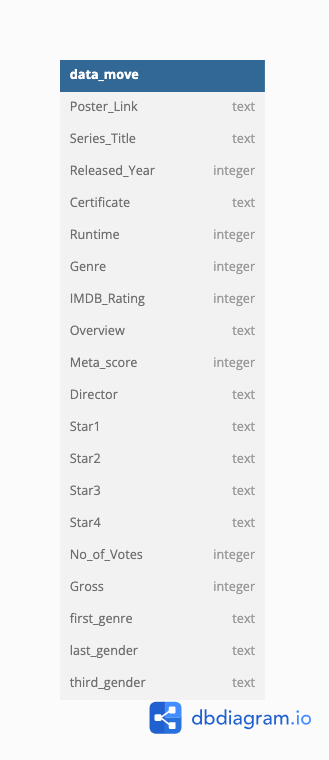 data_move
Poster_Link text
Series_Title text
Released_Year integer
Certificate text
Runtime integer
Genre integer
IMDB_Rating integer
Overview text
Meta_score integer
Director text
Star1 text
Star2 text
Star3 text
Star4 text
No_of_Votes integer
Gross integer
first_genre text
last_gender text
third_gender text
dbdiagram.io